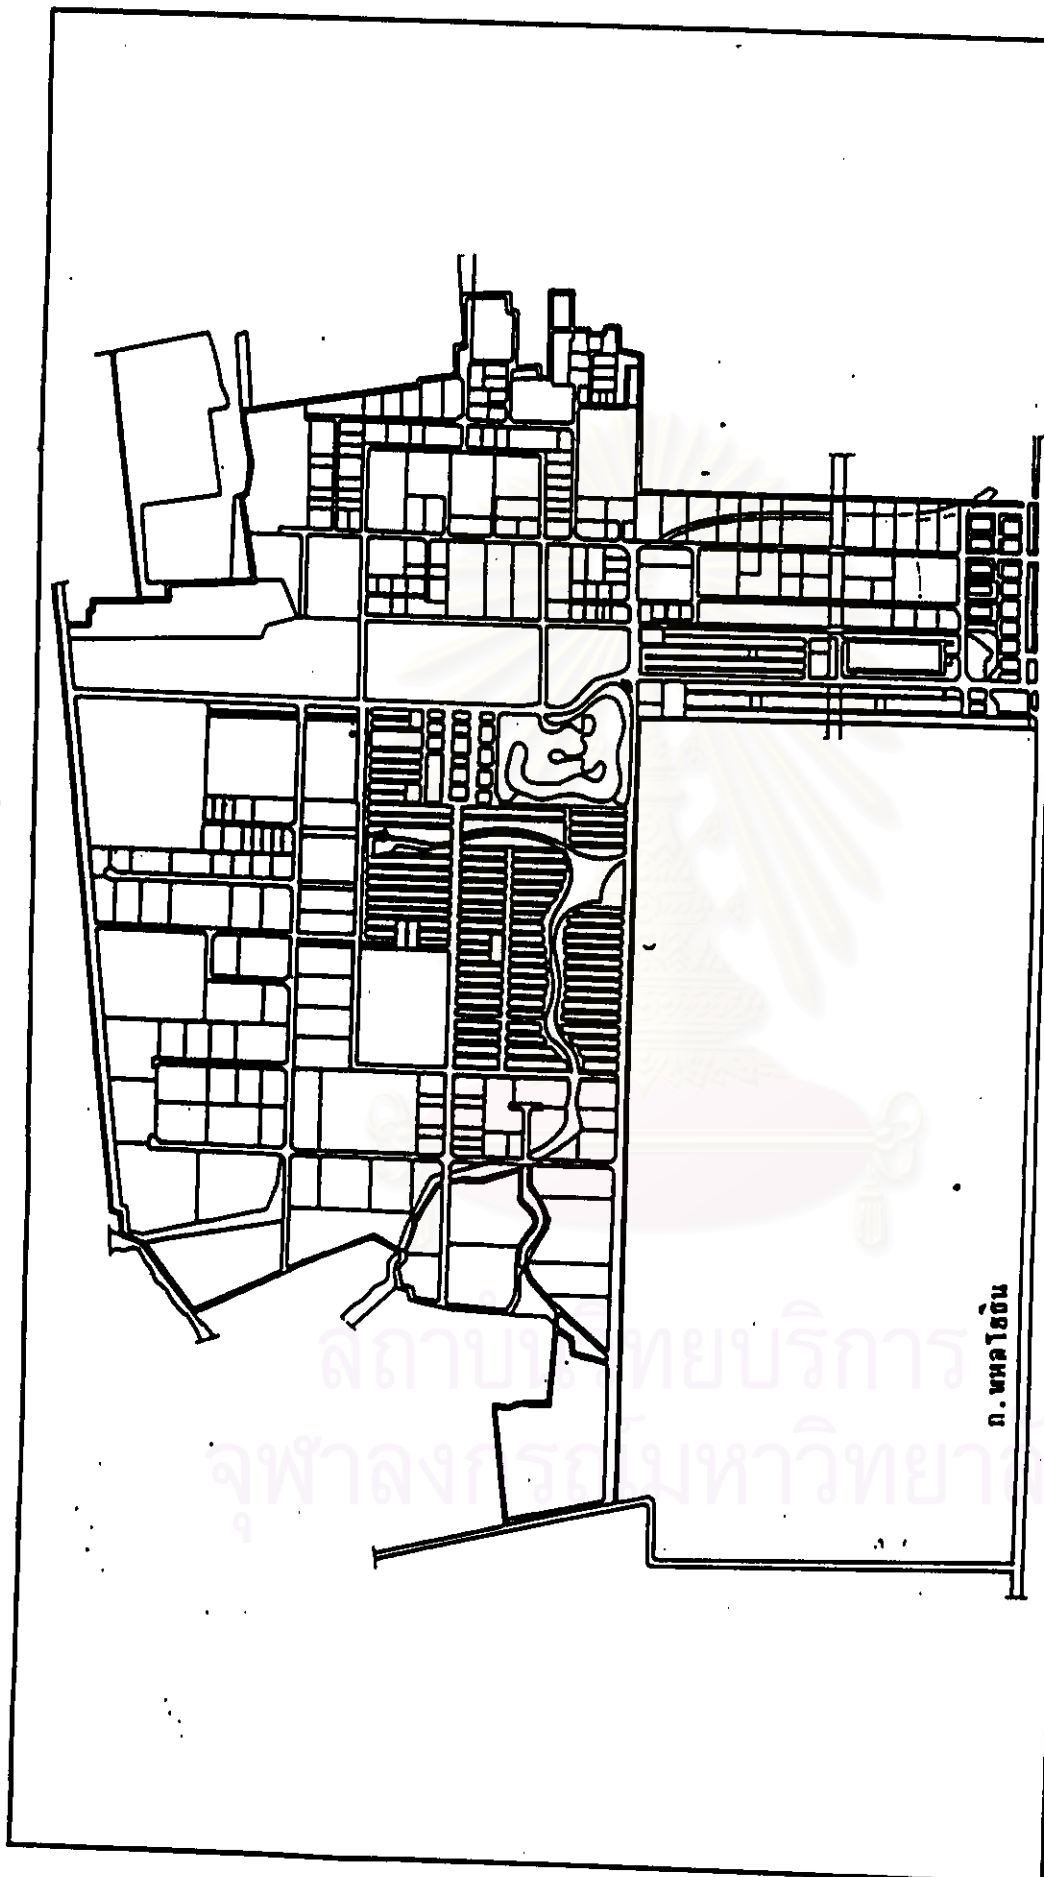 ถ.พหลโยธิน
สถาบันวิทยบริการ
จุฬาลงกรณ์มหาวิทยาลัย